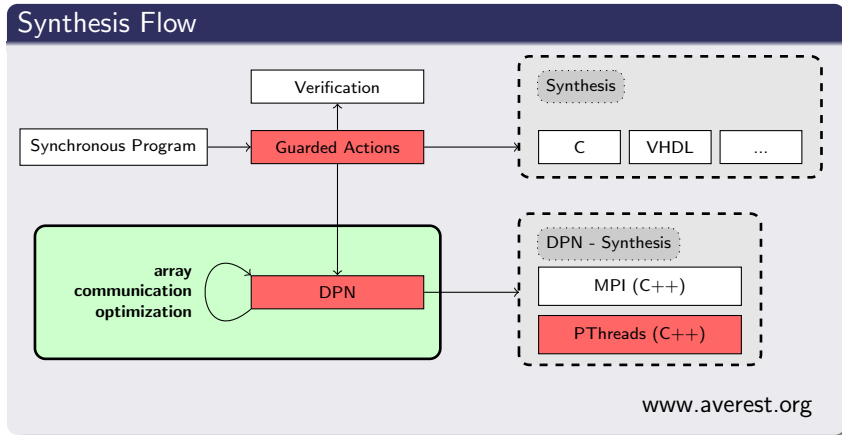 Synthesis Flow
Verification
Synchronous Program
Guarded Actions
Synthesis
C
VHDL
...
array
communication
optimization
DPN
DPN - Synthesis
MPI (C++)
PThreads (C++)
www.averest.org